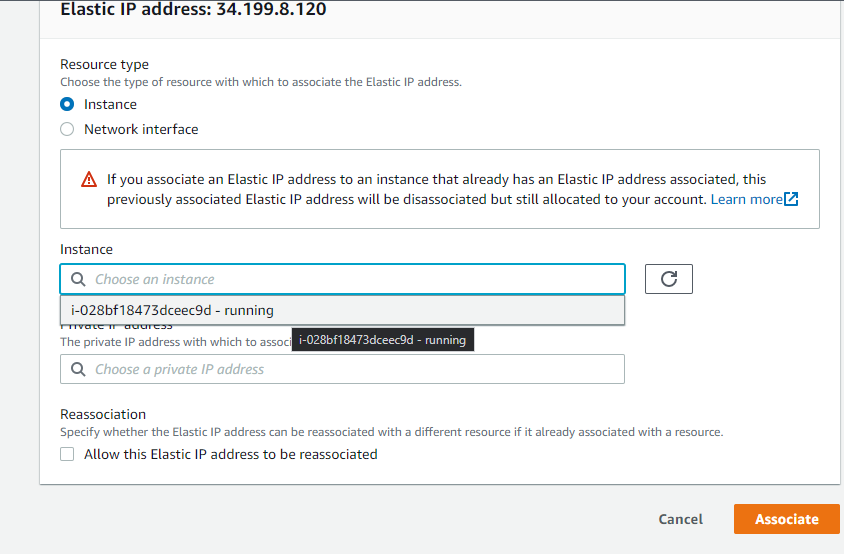 Elastic IP address: 34.199.8.120
Resource type
Choose the type of resource with which to associate the Elastic IP address.
Instance
Network interface
If you associate an Elastic IP address to an instance that already has an Elastic IP address associated, this
previously associated Elastic IP address will be disassociated but still allocated to your account. Learn more
Instance
Choose an instance
i-028bf18473dceec9d - running
Private IP address
The private IP address with which to associ
i-028bf18473dceec9d - running
Choose a private IP address
Reassociation
Specify whether the Elastic IP address can be reassociated with a different resource if it already associated with a resource.
Allow this Elastic IP address to be reassociated
Cancel
Associate